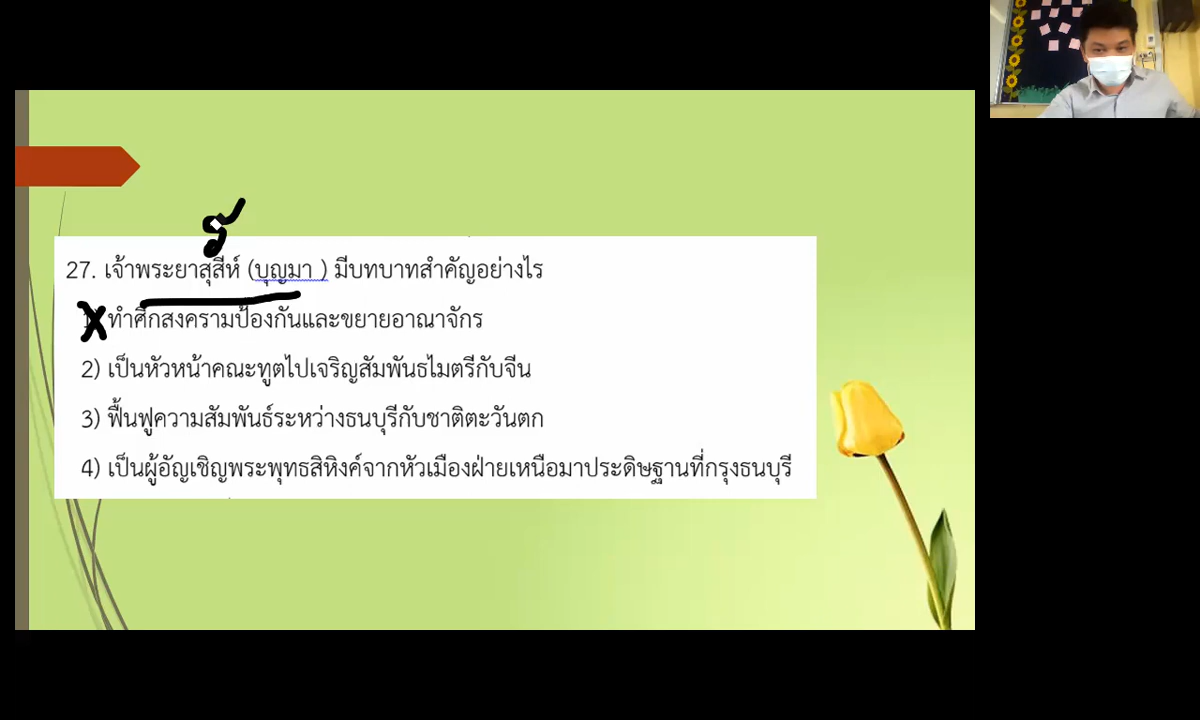 27. เจ้าพระยาสุสีห์ (บุญมา ) มีบทบาทสำคัญอย่างไร
ทำศึกสงครามป้องกันและขยายอาณาจักร
2) เป็นหัวหน้าคณะทูตไปเจริญสัมพันธไมตรีกับจีน
3) ฟื้นฟูความสัมพันธ์ระหว่างธนบุรีกับชาติตะวันตก
4) เป็นผู้อัญเชิญพระพุทธสิหิงค์จากหัวเมืองฝ่ายเหนือมาประดิษฐานที่กรุงธนบุรี